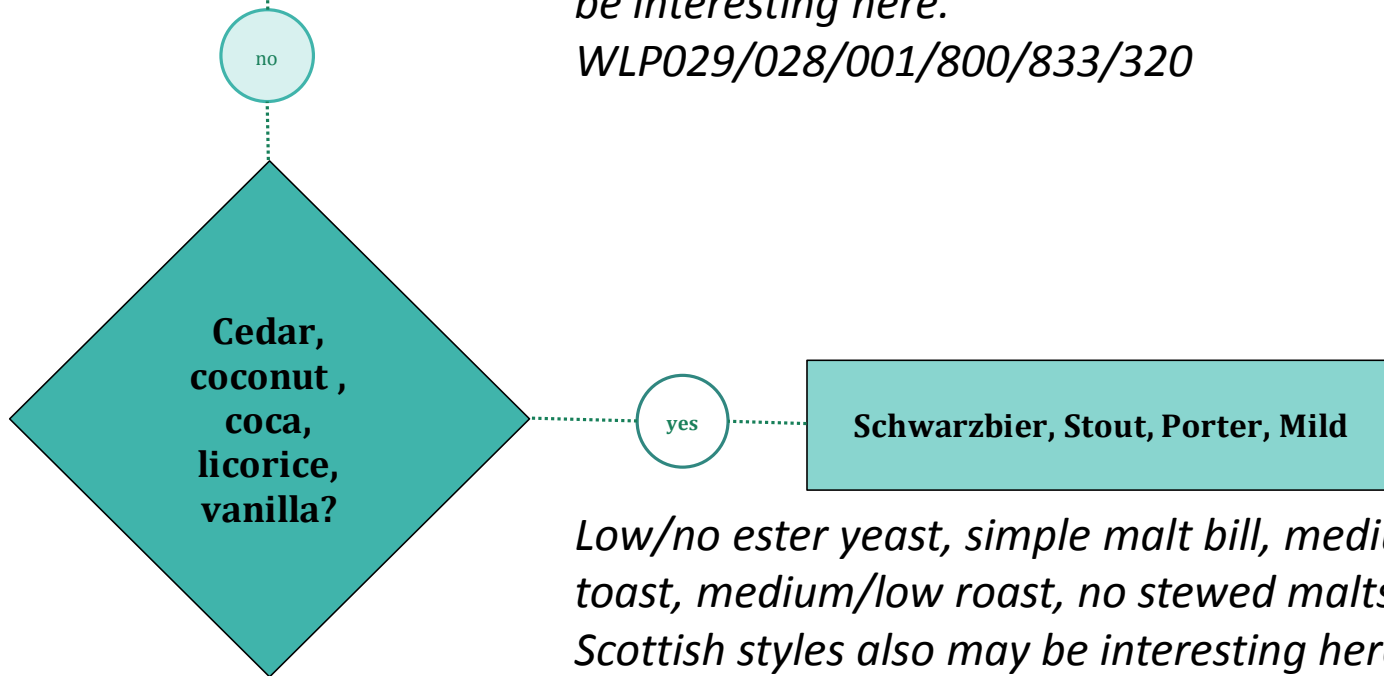 be interesting here.
WLP029/028/001/800/833/320
no
Cedar,
coconut ,
coca,
licorice,
vanilla?
yes
Schwarzbier, Stout, Porter, Mild
Low/no ester yeast, simple malt bill,
toast, medium/low roast, no stewed malts
Scottish styles also may be interesting